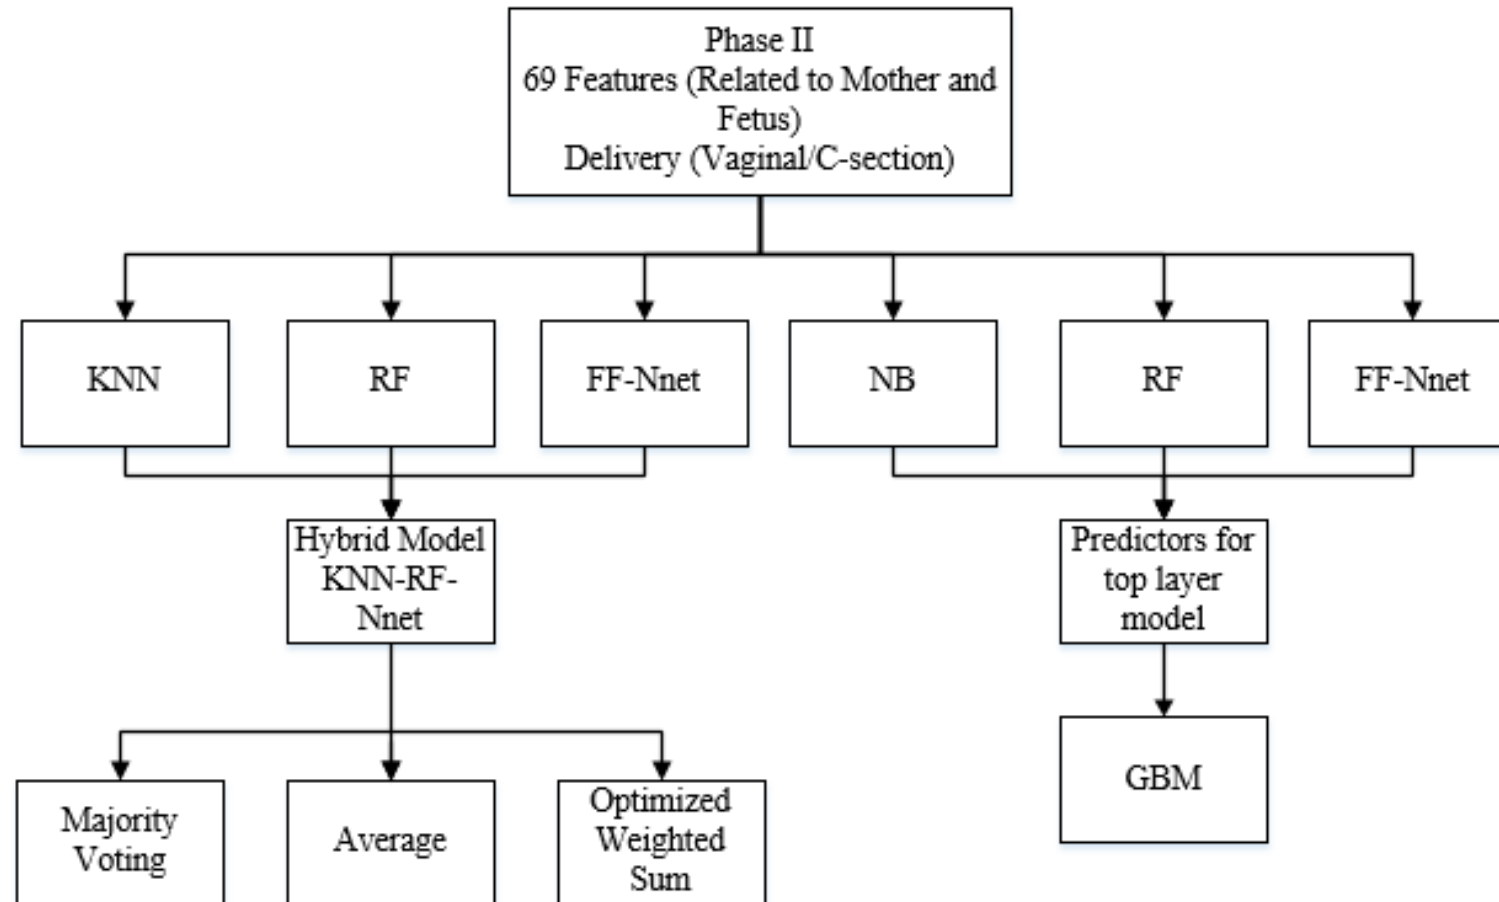 Phase II
69 Features (Related to Mother and
Fetus)
Delivery (Vaginal/C-section)
KNN
RF
FF-Nnet
NB
RF
FF-Nnet
Hybrid Model
KNN-RF-
Nnet
Predictors for
top layer
model
Majority
Voting
Average
Optimized
Weighted
Sum
GBM